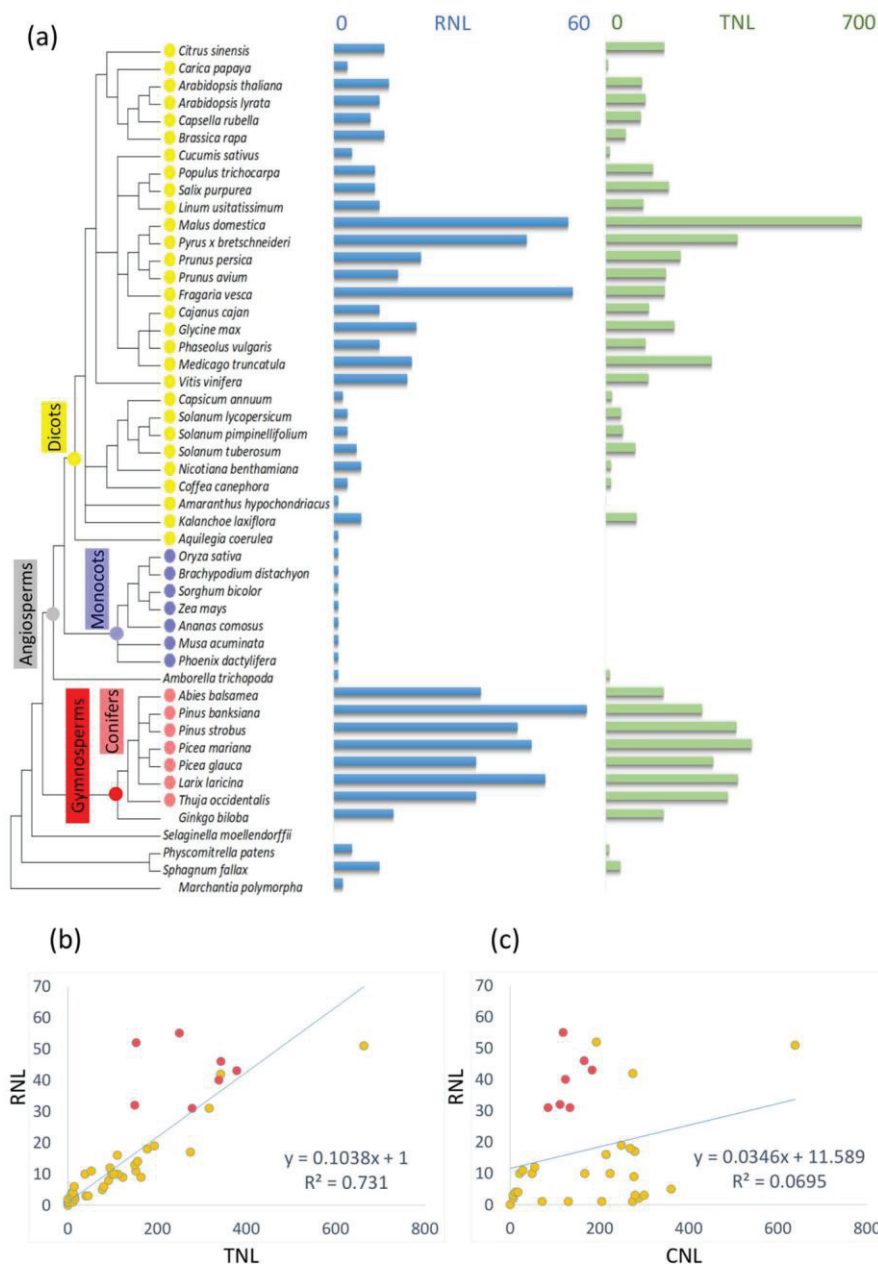 (a)
0 RNL 60
0 TNL 700
Citrus sinensis
Carica papaya
Arabidopsis thaliana
Arabidopsis lyrata
Capsella rubella
Brassica rapa
Cucumis sativus
Populus trichocarpa
Salix purpurea
Linum usitatissimum
Malus domestica
Pyrus x bretschneideri
Prunus persica
Prunus avium
Fragaria vesca
Cajanus cajan
Glycine max
Phaseolus vulgaris
Medicago truncatula
Vitis vinifera
Capsicum annuum
Solanum lycopersicum
Solanum pimpinellifolium
Solanum tuberosum
Nicotiana benthamiana
Coffea canephora
Amaranthus hypochondriacus
Kalanchoe laxiflora
Aquilegia coerulea
Oryza sativa
Brachypodium distachyon
Sorghum bicolor
Zea mays
Ananas comosus
Musa acuminata
Phoenix dactylifera
Amborella trichopoda
Abies balsamea
Pinus banksiana
Pinus strobus
Picea mariana
Picea glauca
Larix laricina
Thuja occidentalis
Ginkgo biloba
Selaginella moellendorffii
Physcomitrella patens
Sphagnum fallax
Marchantia polymorpha
Dicots
Monocots
Angiosperms
Conifers
Gymnosperms
(b)
RNL
70
60
50
40
30
20
10
0
y = 0.1038x + 1
R² = 0.731
0 200 400 600 800
TNL
(c)
RNL
70
60
50
40
30
20
10
0
y = 0.0346x + 11.589
R² = 0.0695
0 200 400 600 800
CNL